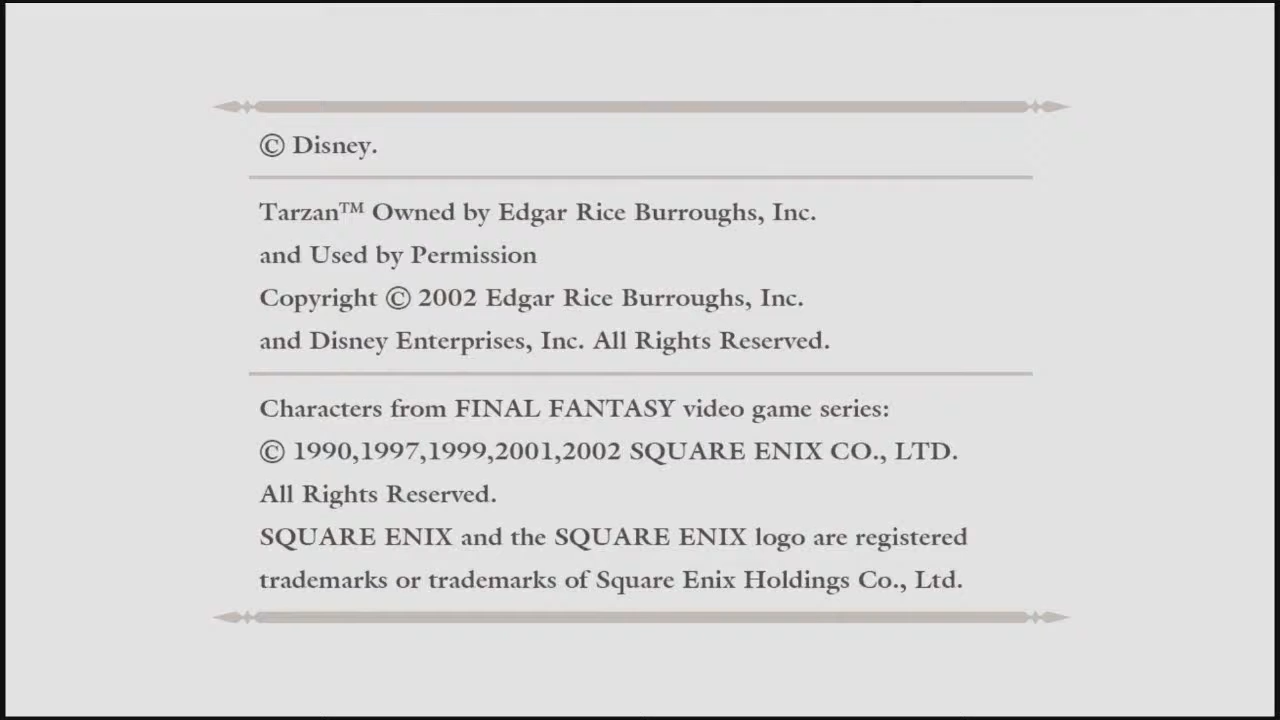 © Disney.
Tarzan™ Owned by Edgar Rice Burroughs, Inc.
and Used by Permission
Copyright © 2002 Edgar Rice Burroughs, Inc.
and Disney Enterprises, Inc. All Rights Reserved.
Characters from FINAL FANTASY video game series:
© 1990,1997,1999,2001,2002 SQUARE ENIX CO., LTD.
All Rights Reserved.
SQUARE ENIX and the SQUARE ENIX logo are registered
trademarks or trademarks of Square Enix Holdings Co., Ltd.